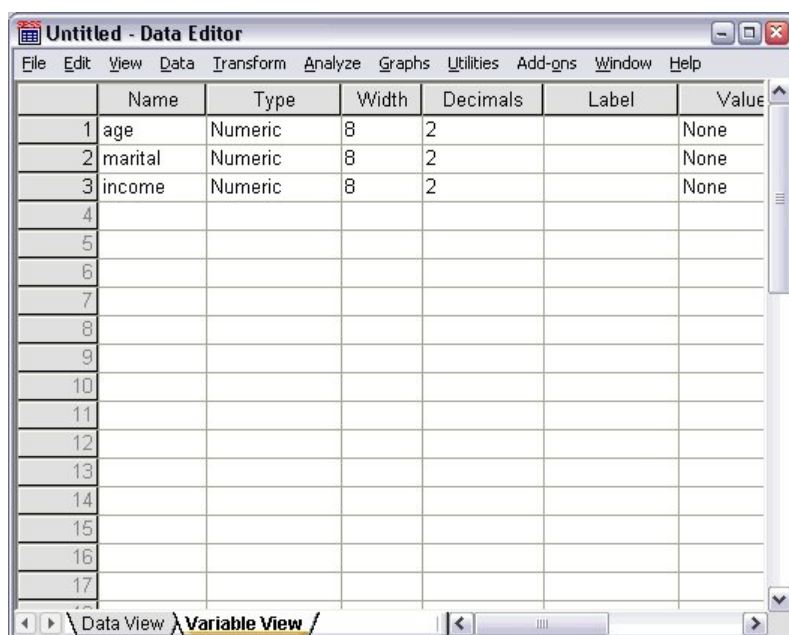 Untitled - Data Editor
File Edit View Data Transform Analyze Graphs Utilities Add-ons Window Help
Name Type Width Decimals Label Value
1 age Numeric 8 2 None
2 marital Numeric 8 2 None
3 income Numeric 8 2 None
4
5
6
7
8
9
10
11
12
13
14
15
16
17
Data View Variable View